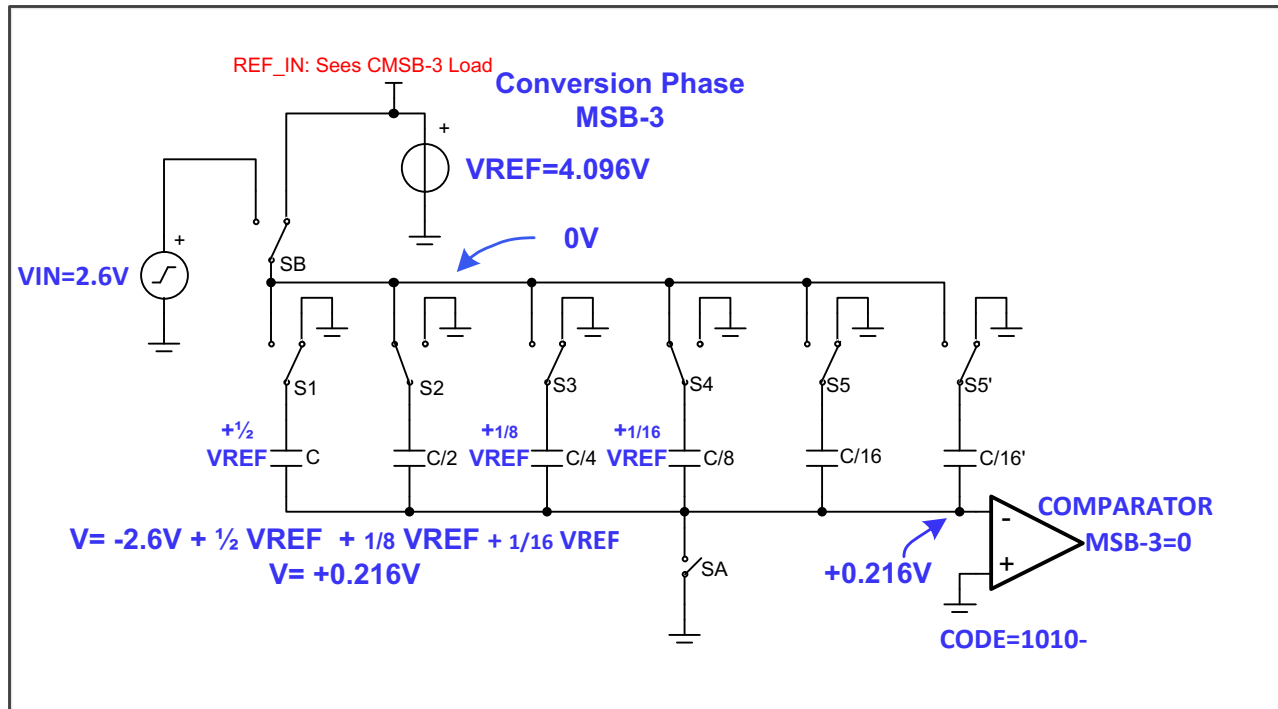 REF_IN: Sees CMSB-3 Load
Conversion Phase
MSB-3
+
VREF=4.096V
+
VIN=2.6V
SB
0V
S1
S2
S3
S4
S5
S5'
+½
VREF
C
C/2
+1/8
VREF
C/4
+1/16
VREF
C/8
C/16
C/16'
V= -2.6V + ½ VREF + 1/8 VREF + 1/16 VREF
V= +0.216V
SA
+0.216V
-
+
COMPARATOR
MSB-3=0
CODE=1010-